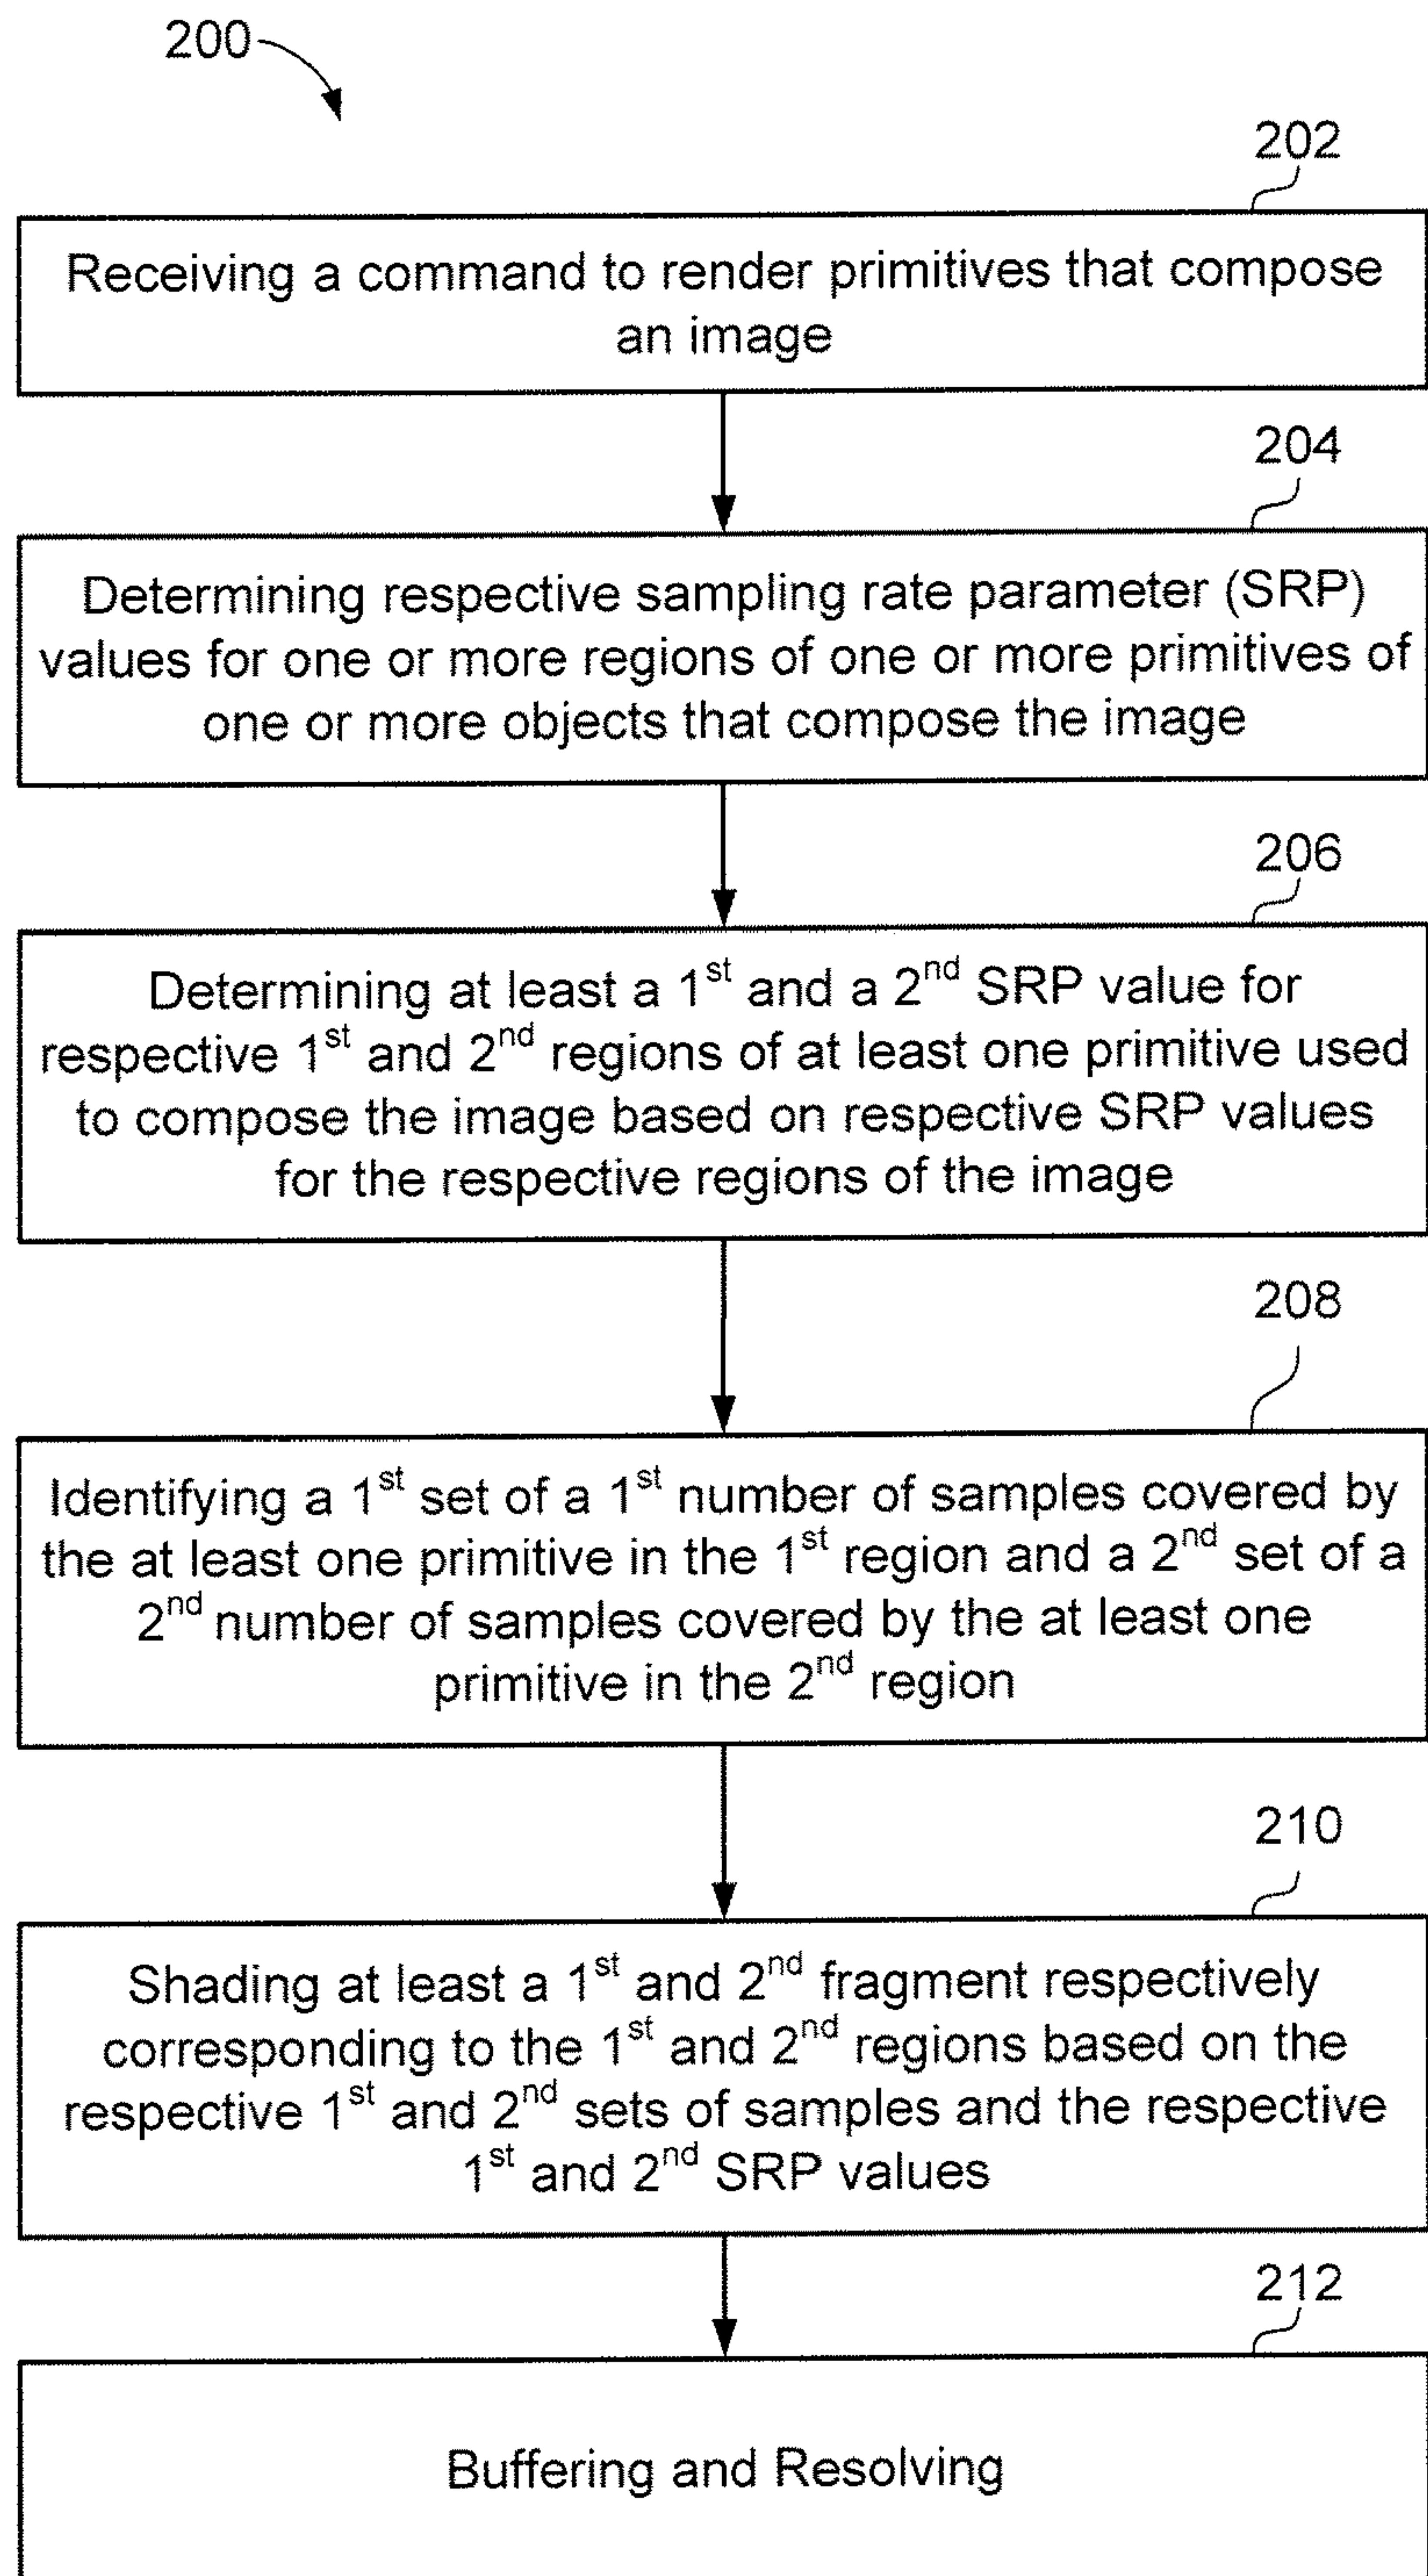 200
202
Receiving a command to render primitives that compose
an image
204
Determining respective sampling rate parameter (SRP)
values for one or more regions of one or more primitives of
one or more objects that compose the image
206
Determining at least a 1st and a 2nd SRP value for
respective 1st and 2nd regions of at least one primitive used
to compose the image based on respective SRP values
for the respective regions of the image
208
Identifying a 1st set of a 1st number of samples covered by
the at least one primitive in the 1st region and a 2nd set of a
2nd number of samples covered by the at least one
primitive in the 2nd region
210
Shading at least a 1st and 2nd fragment respectively
corresponding to the 1st and 2nd regions based on the
respective 1st and 2nd sets of samples and the respective
1st and 2nd SRP values
212
Buffering and Resolving